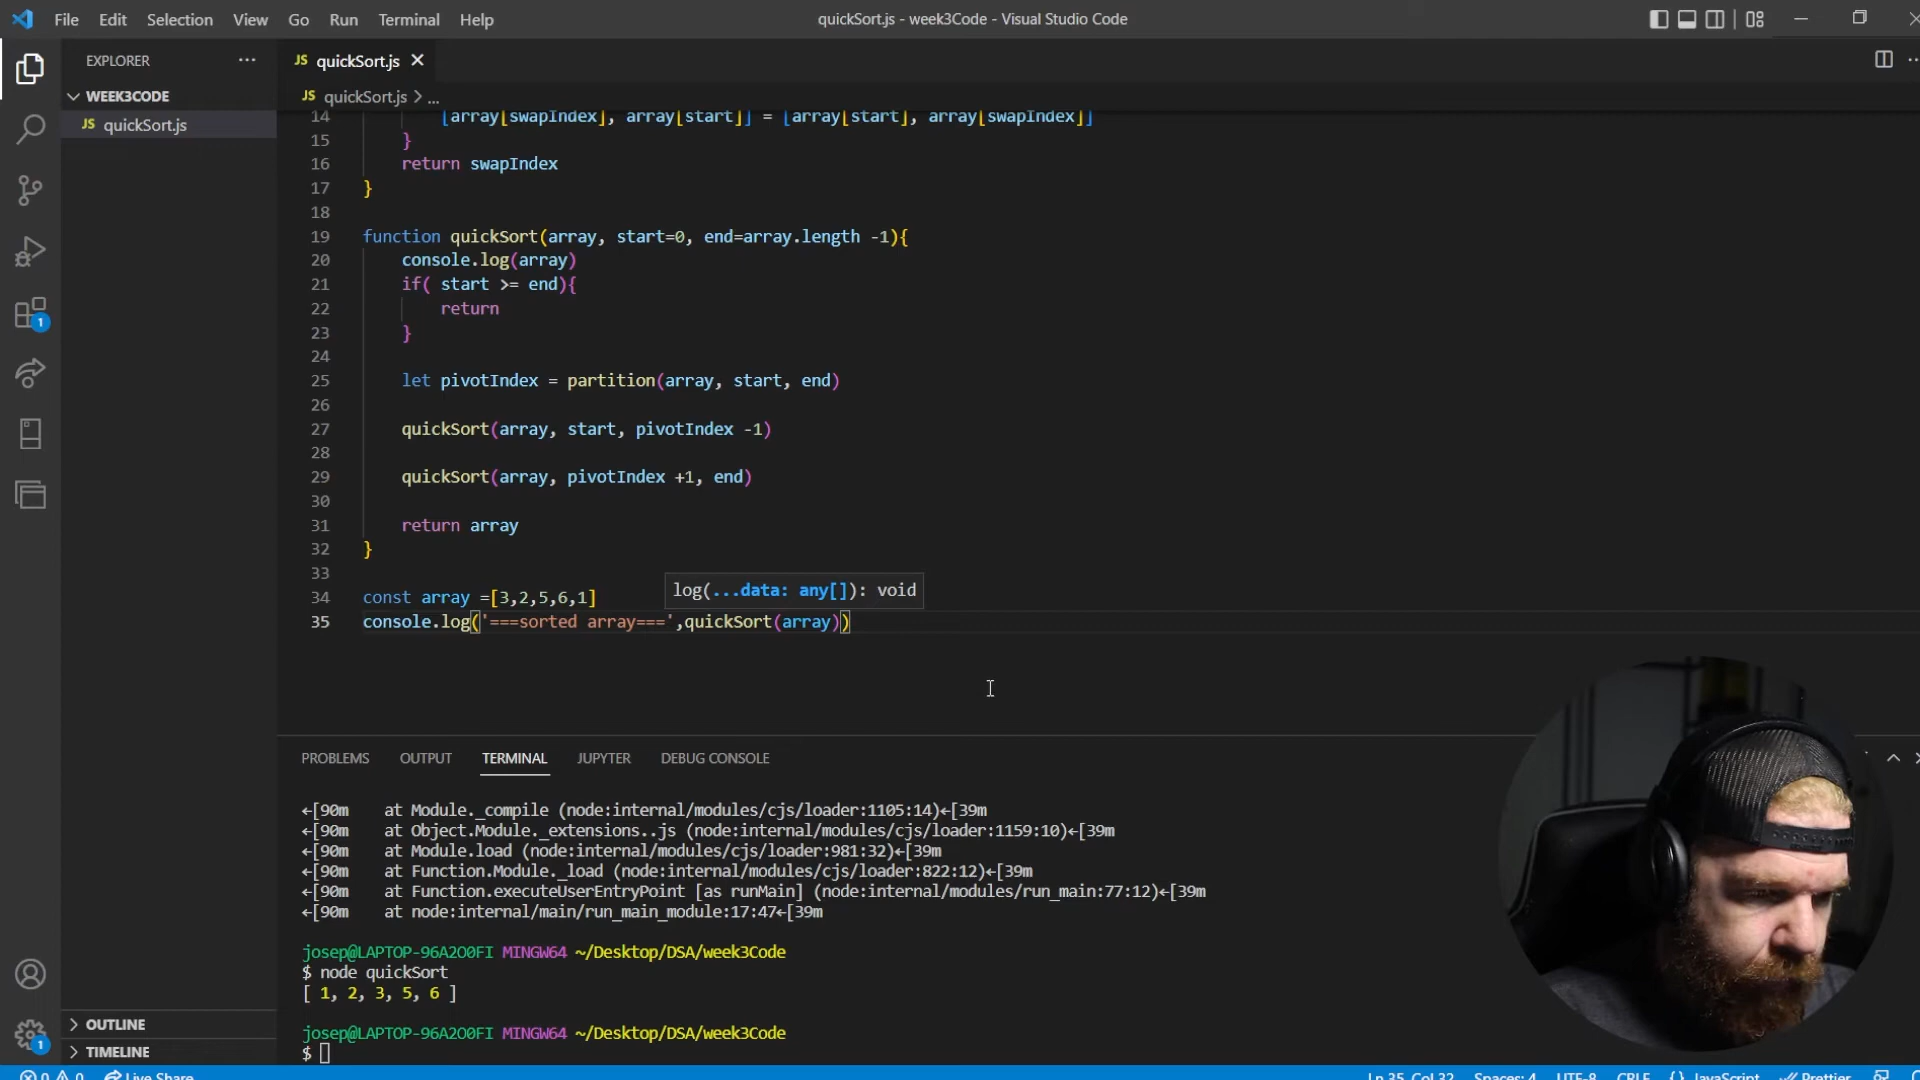 File Edit Selection View Go Run Terminal Help
quickSort.js - week3Code - Visual Studio Code
EXPLORER ...
WEEK3CODE
JS quickSort.js
JS quickSort.js
JS quickSort.js > ...
14 [array[swapIndex], array[start]] = [array[start], array[swapIndex]]
15 }
16 return swapIndex
17 }
18
19 function quickSort(array, start=0, end=array.length -1){
20 console.log(array)
21 if( start >= end){
22 return
23 }
24
25 let pivotIndex = partition(array, start, end)
26
27 quickSort(array, start, pivotIndex -1)
28
29 quickSort(array, pivotIndex +1, end)
30
31 return array
32 }
33
log(...data: any[]): void
34 const array =[3,2,5,6,1]
35 console.log('===sorted array===',quickSort(array))
PROBLEMS OUTPUT TERMINAL JUPYTER DEBUG CONSOLE
←[90m    at Module._compile (node:internal/modules/cjs/loader:1105:14)←[39m
←[90m    at Object.Module._extensions..js (node:internal/modules/cjs/loader:1159:10)←[39m
←[90m    at Module.load (node:internal/modules/cjs/loader:981:32)←[39m
←[90m    at Function.Module._load (node:internal/modules/cjs/loader:822:12)←[39m
←[90m    at Function.executeUserEntryPoint [as runMain] (node:internal/modules/run_main:77:12)←[39m
←[90m    at node:internal/main/run_main_module:17:47←[39m
josep@LAPTOP-96A2O0FI MINGW64 ~/Desktop/DSA/week3Code
$ node quickSort
[ 1, 2, 3, 5, 6 ]
josep@LAPTOP-96A2O0FI MINGW64 ~/Desktop/DSA/week3Code
$
1
1
OUTLINE
TIMELINE
0 0 Live Share
Ln 35, Col 32 Spaces: 4 UTF-8 CRLF {} JavaScript Prettier